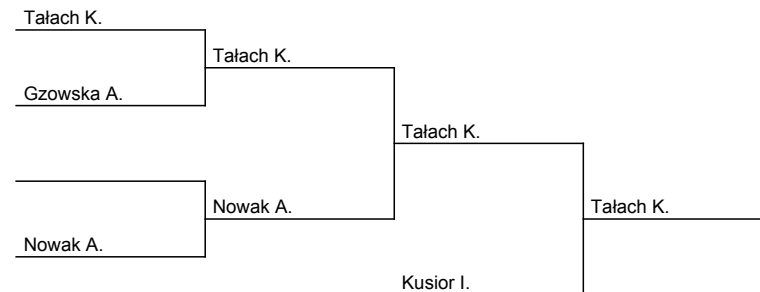 Tałach K.
Tałach K.
Gzowska A.
Tałach K.
Nowak A.
Tałach K.
Nowak A.
Kusior I.